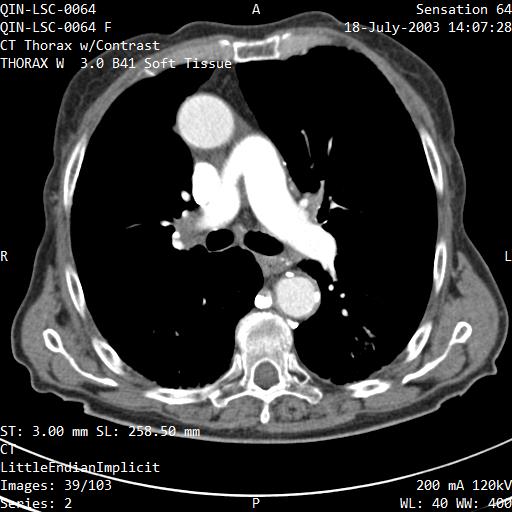 QIN-LSC-0064 A Sensation 64
QIN-LSC-0064 F 18-July-2003 14:07:28
CT Thorax w/Contrast
THORAX W 3.0 B41 Soft Tissue
R L
ST: 3.00 mm SL: 258.50 mm
CT
LittleEndianImplicit
Images: 39/103 200 mA 120kV
Series: 2 P WL: 40 WW: 400